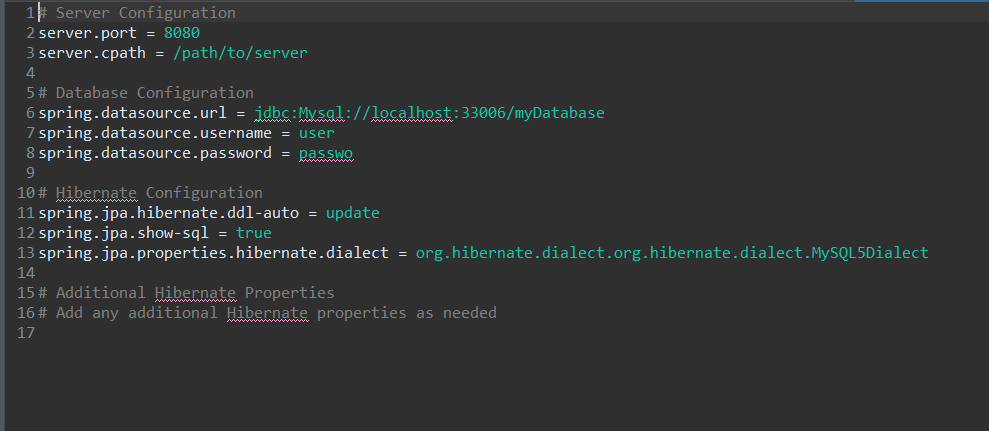 1 # Server Configuration
2 server.port = 8080
3 server.cpath = /path/to/server
4
5 # Database Configuration
6 spring.datasource.url = jdbc:Mysql://localhost:33006/myDatabase
7 spring.datasource.username = user
8 spring.datasource.password = passwo
9
10 # Hibernate Configuration
11 spring.jpa.hibernate.ddl-auto = update
12 spring.jpa.show-sql = true
13 spring.jpa.properties.hibernate.dialect = org.hibernate.dialect.org.hibernate.dialect.MySQL5Dialect
14
15 # Additional Hibernate Properties
16 # Add any additional Hibernate properties as needed
17